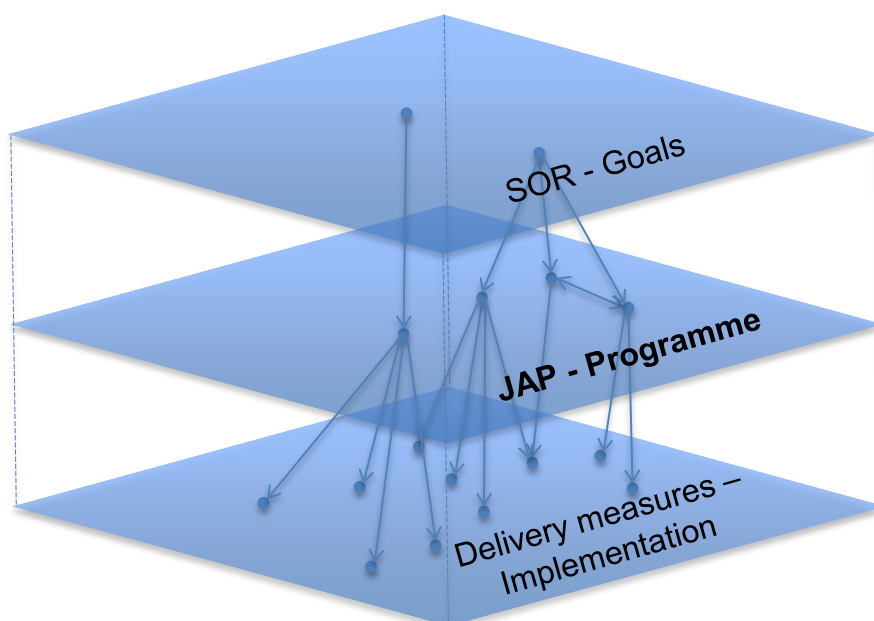 SOR - Goals
JAP - Programme
Delivery measures –
Implementation